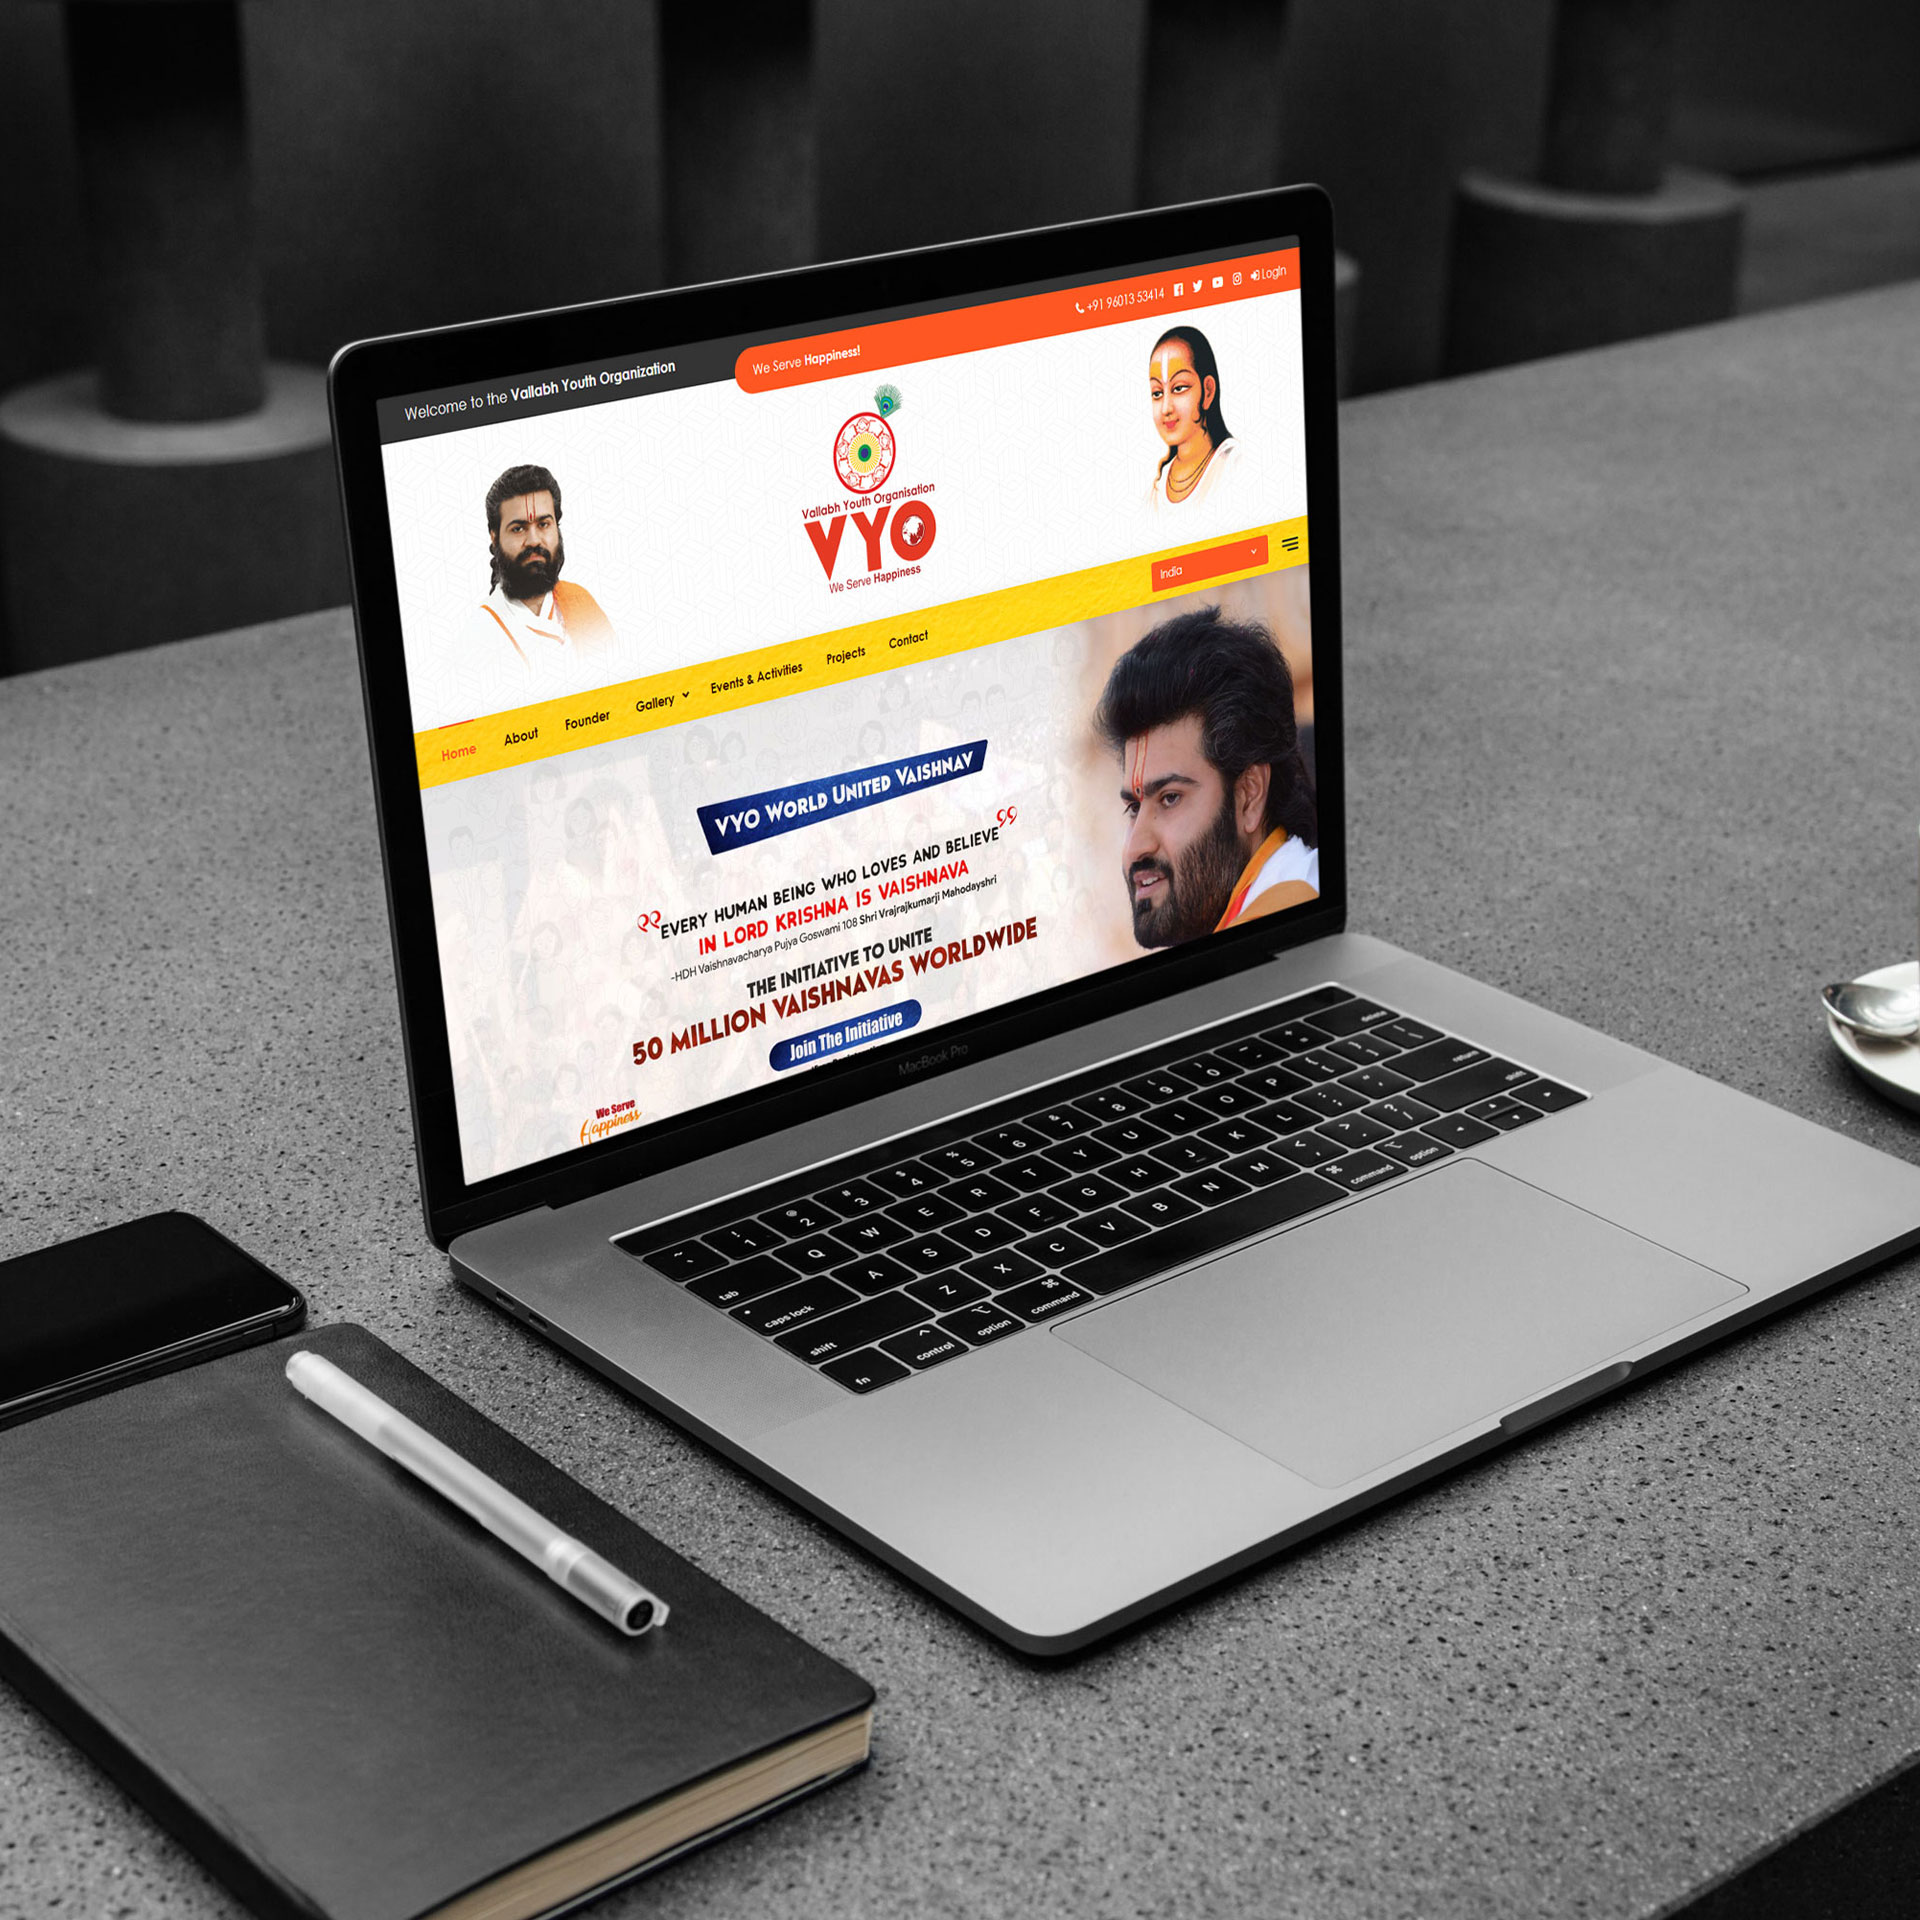 Welcome to the Vallabh Youth Organization
We Serve Happiness!
+91 96013 53414
LogIn
Vallabh Youth Organisation
VYO
We Serve Happiness
India
Home
About
Founder
Gallery
Events & Activities
Projects
Contact
VYO WORLD UNITED VAISHNAV
EVERY HUMAN BEING WHO LOVES AND BELIEVE
IN LORD KRISHNA IS VAISHNAVA
-HDH Vaishnavacharya Pujya Goswami 108 Shri Vrajrajkumarji Mahodayshri
THE INITIATIVE TO UNITE
50 MILLION VAISHNAVAS WORLDWIDE
Join The Initiative
We Serve
Happiness
MacBook Pro
~ ! 1 @ 2 # 3 $ 4 % 5 ^ 6 & 7 * 8 ( 9 ) 0 _ - + = delete
tab Q W E R T Y U I O P { [ } ] | \
caps lock A S D F G H J K L : ; " ' return
shift Z X C V B N M < , > . ? / shift
fn control option command command option